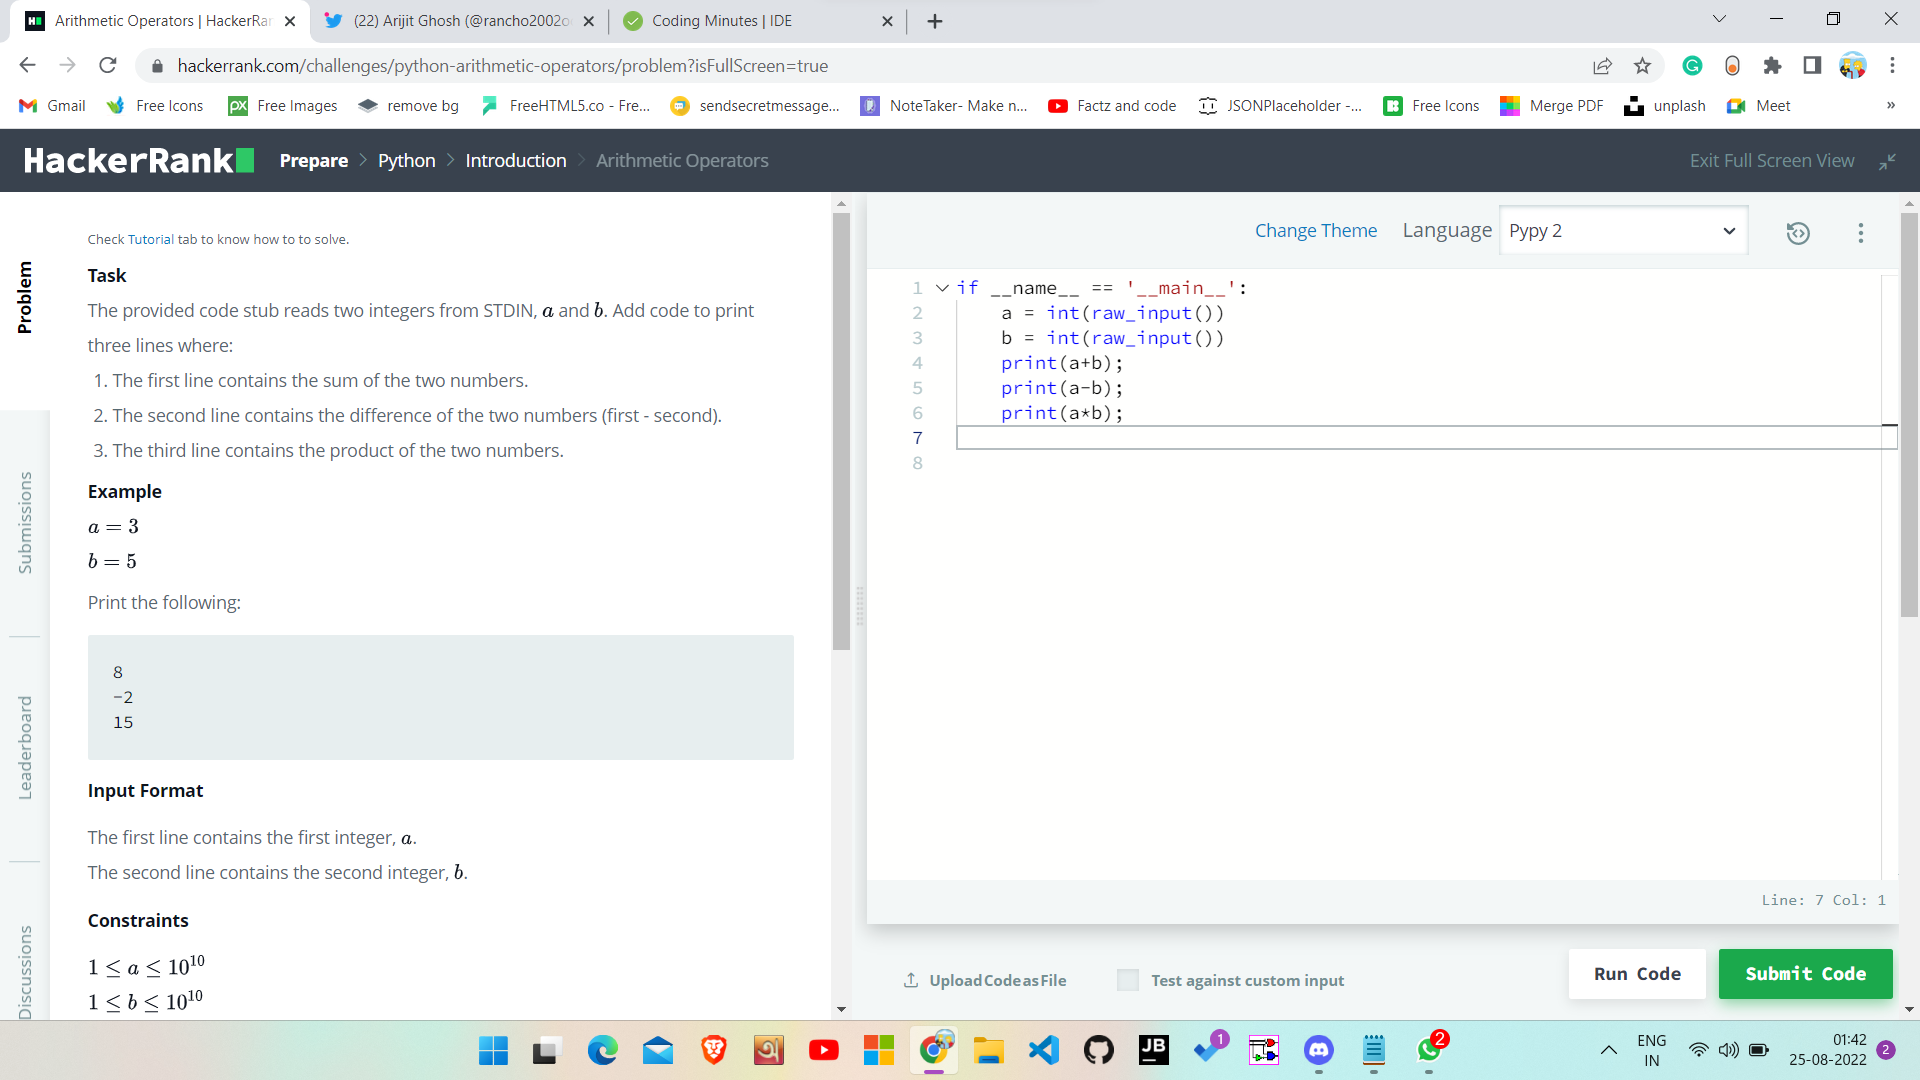 Arithmetic Operators | HackerRan
(22) Arijit Ghosh (@rancho2002o
Coding Minutes | IDE
hackerrank.com/challenges/python-arithmetic-operators/problem?isFullScreen=true
Gmail
Free Icons
Free Images
remove bg
FreeHTML5.co - Fre...
sendsecretmessage...
NoteTaker- Make n...
Factz and code
JSONPlaceholder -...
Free Icons
Merge PDF
unplash
Meet
»
HackerRank
Prepare > Python > Introduction > Arithmetic Operators
Exit Full Screen View
Problem
Submissions
Leaderboard
Discussions
Check Tutorial tab to know how to to solve.
Task
The provided code stub reads two integers from STDIN, a and b. Add code to print
three lines where:
1. The first line contains the sum of the two numbers.
2. The second line contains the difference of the two numbers (first - second).
3. The third line contains the product of the two numbers.
Example
a = 3
b = 5
Print the following:
8
-2
15
Input Format
The first line contains the first integer, a.
The second line contains the second integer, b.
Constraints
1 ≤ a ≤ 10¹⁰
1 ≤ b ≤ 10¹⁰
Change Theme
Language
Pypy 2
1 if __name__ == '__main__':
2 a = int(raw_input())
3 b = int(raw_input())
4 print(a+b);
5 print(a-b);
6 print(a*b);
7
8
Line: 7 Col: 1
Upload Code as File
Test against custom input
Run Code
Submit Code
JB
1
2
ENG
IN
01:42
25-08-2022
2